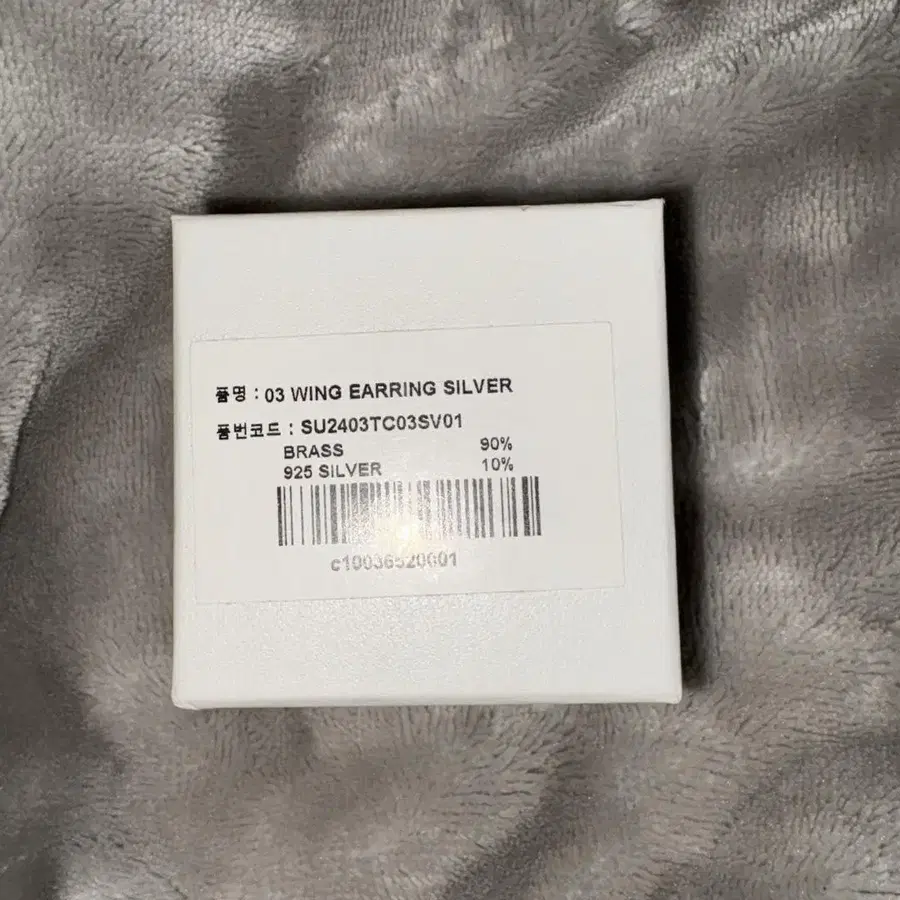 품명 : 03 WING EARRING SILVER
품번코드 : SU2403TC03SV01
BRASS 90%
925 SILVER 10%
c10036520001